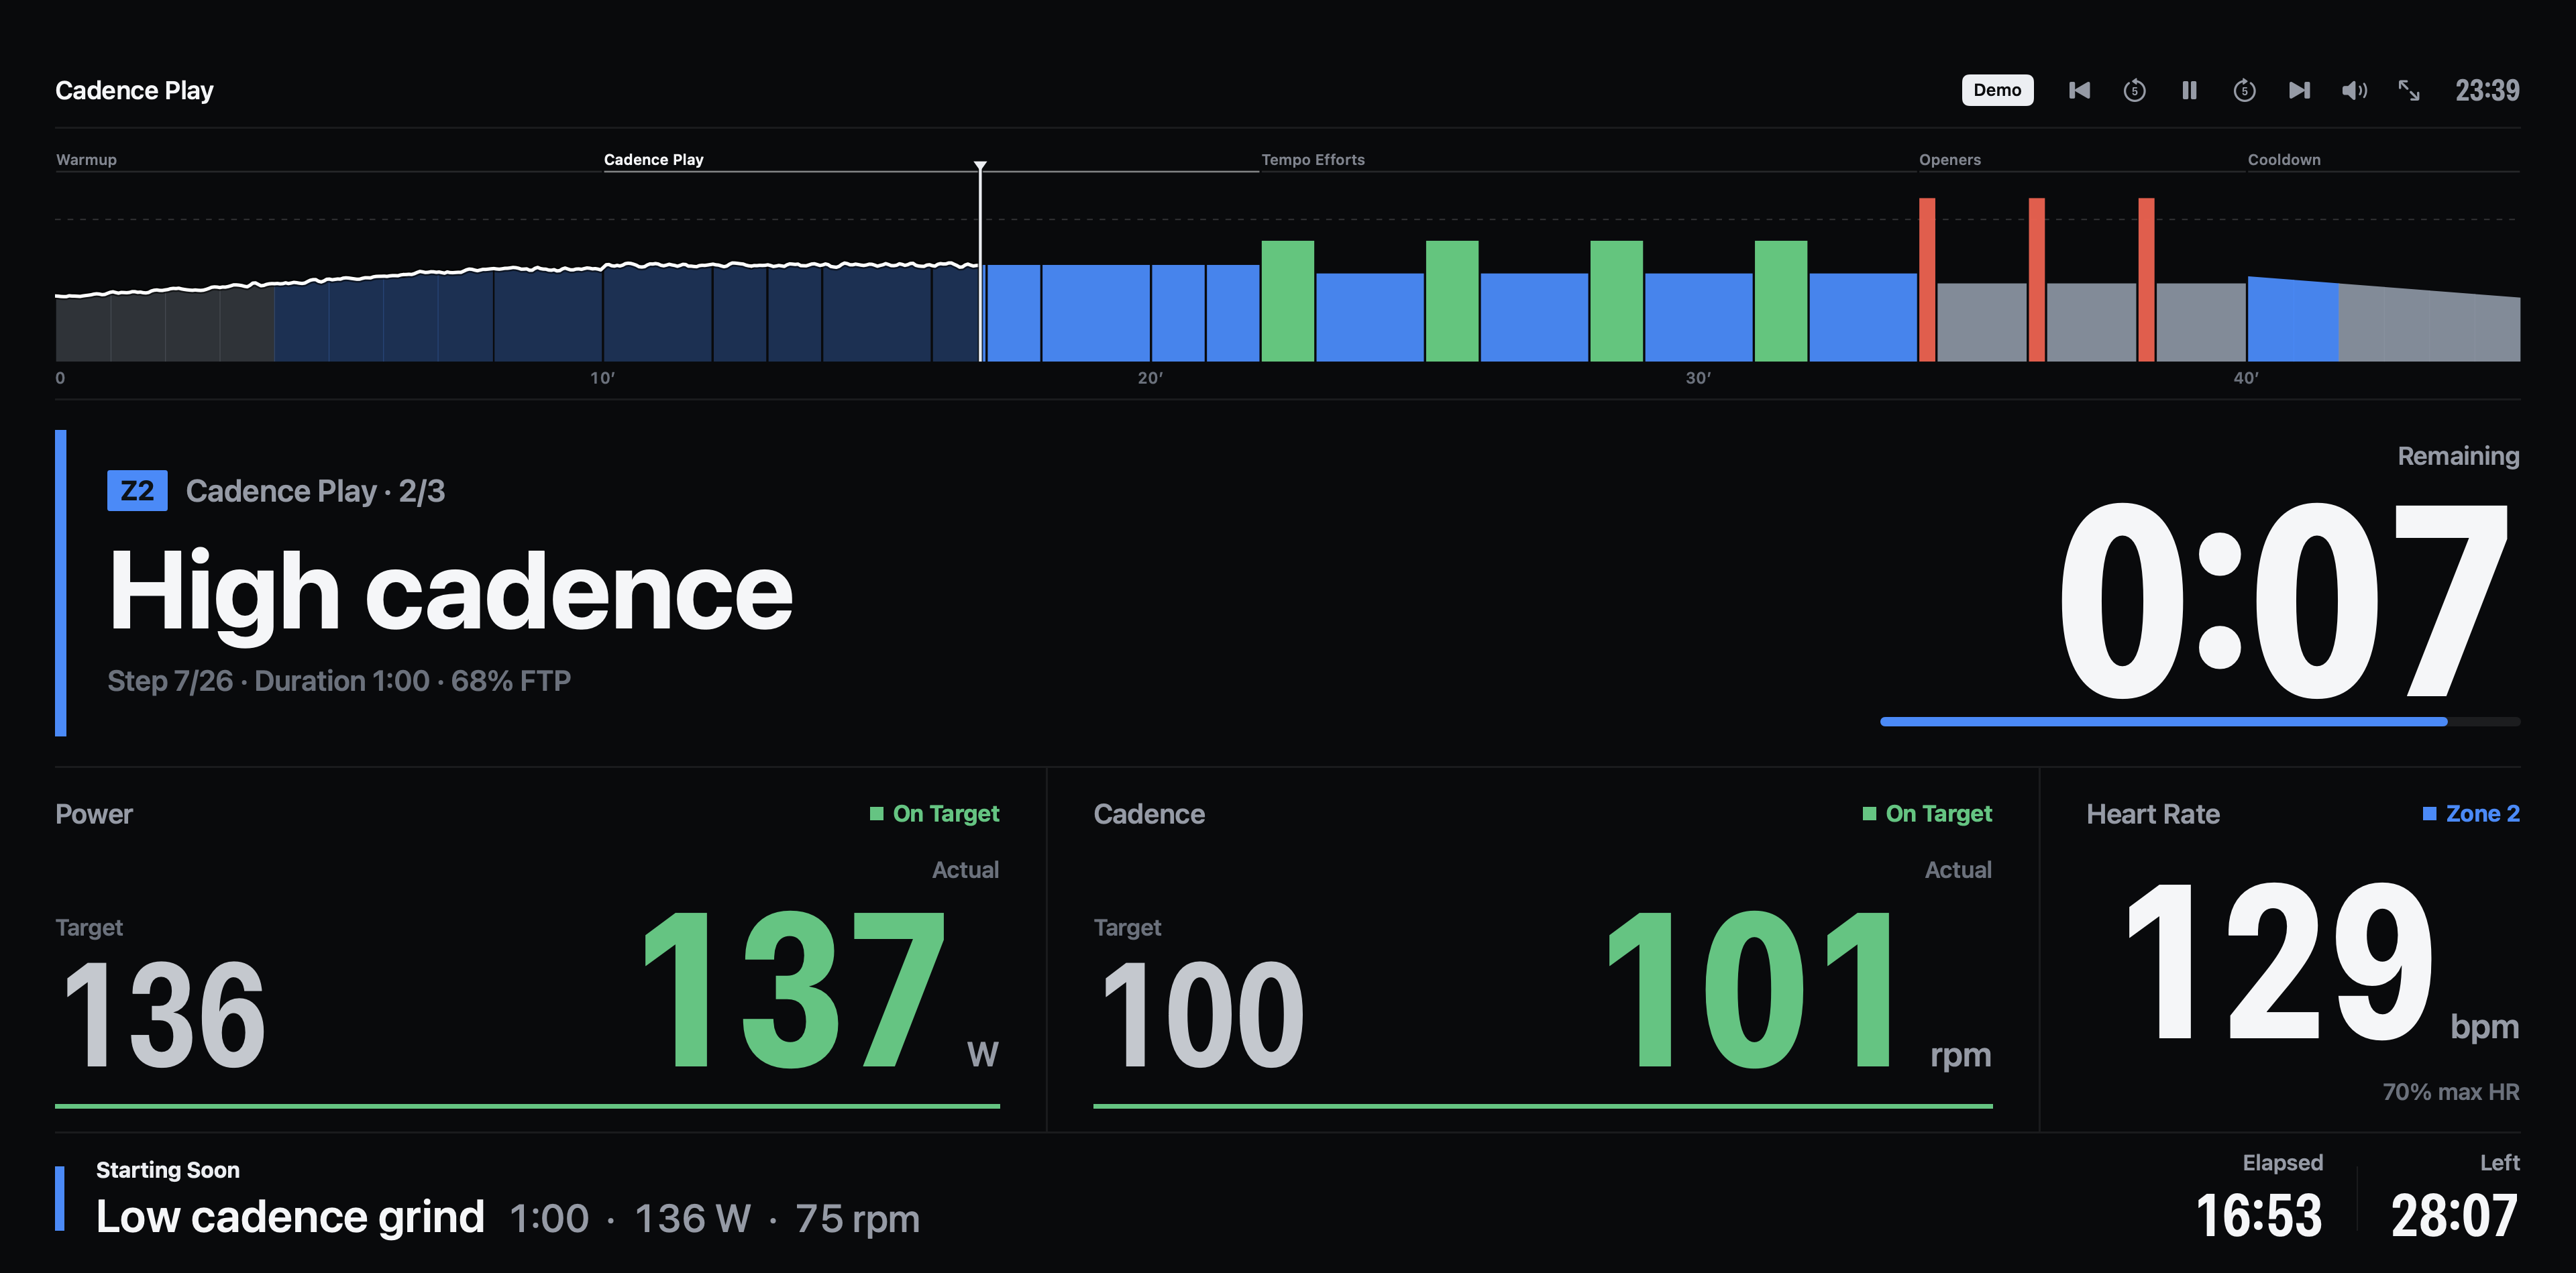 Cadence Play
Demo 5 5 23:39
Warmup Cadence Play Tempo Efforts Openers Cooldown
0 10’ 20’ 30’ 40’
Z2 Cadence Play · 2/3
High cadence
Step 7/26 · Duration 1:00 · 68% FTP
Remaining
0:07
Power On Target
Actual
Target
136 137 W
Cadence On Target
Actual
Target
100 101 rpm
Heart Rate Zone 2
129 bpm
70% max HR
Starting Soon
Low cadence grind 1:00 · 136 W · 75 rpm
Elapsed Left
16:53 28:07